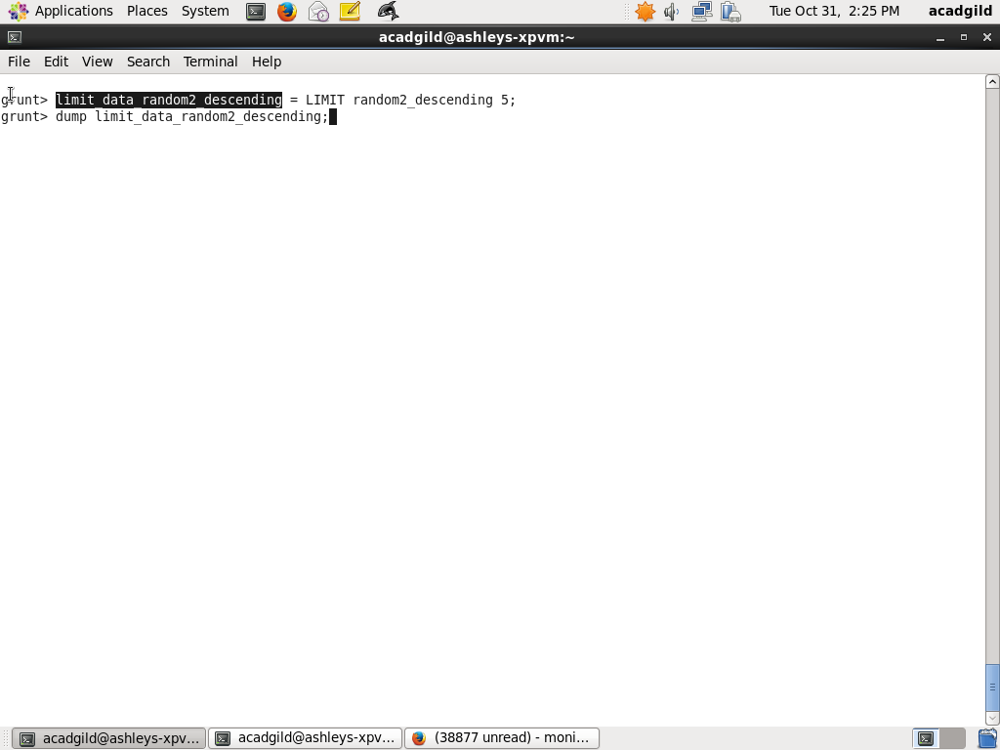 Applications Places System Tue Oct 31, 2:25 PM acadgild
acadgild@ashleys-xpvm:~
File Edit View Search Terminal Help
grunt> limit_data_random2_descending = LIMIT random2_descending 5;
grunt> dump limit_data_random2_descending;
acadgild@ashleys-xpv... acadgild@ashleys-xpv... (38877 unread) - moni...